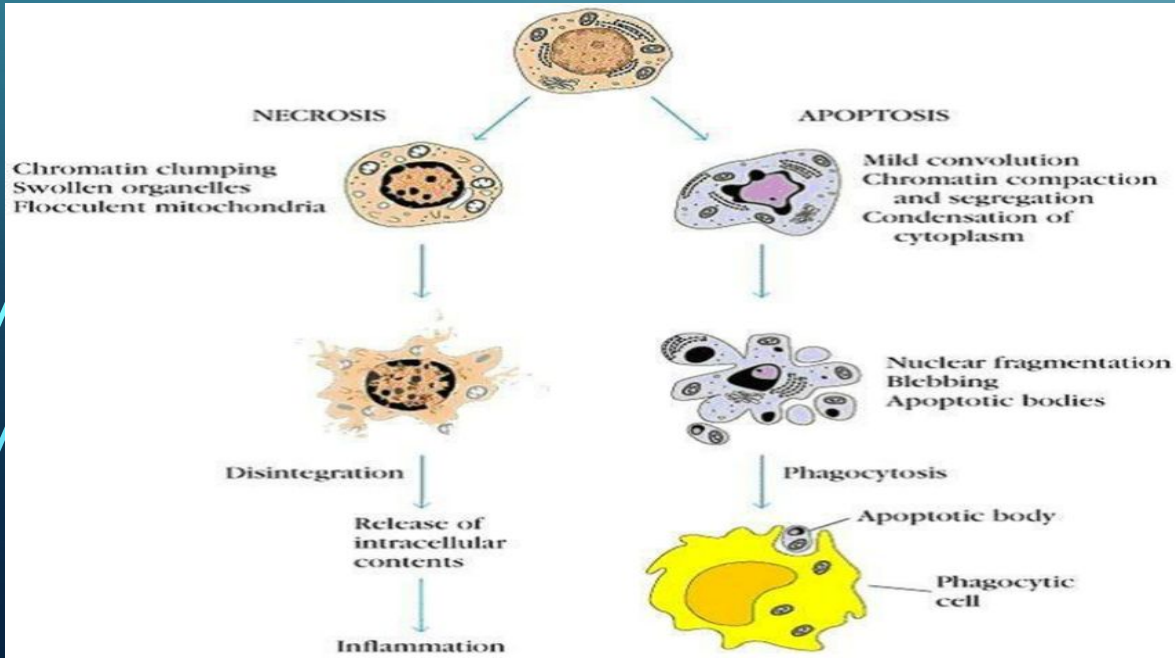 NECROSIS
Chromatin clumping
Swollen organelles
Flocculent mitochondria
APOPTOSIS
Mild convolution
Chromatin compaction
and segregation
Condensation of
cytoplasm
Nuclear fragmentation
Blebbing
Apoptotic bodies
Disintegration
Release of
intracellular
contents
Inflammation
Phagocytosis
Apoptotic body
Phagocytic
cell